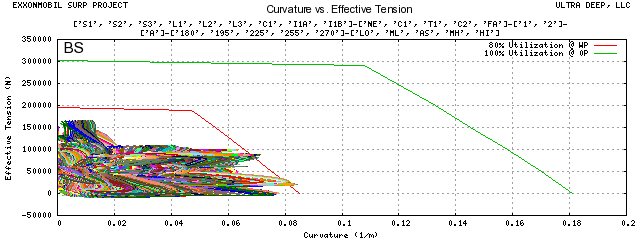 EXXONMOBIL SURP PROJECT
Curvature vs. Effective Tension
ULTRA DEEP, LLC
['S1', 'S2', 'S3', 'L1', 'L2', 'L3', 'C1', 'I1A', 'I1B']-['NE', 'C1', 'T1', 'C2', 'FA']-['1', '2']-
['A']-['180', '195', '225', '255', '270']-['LO', 'ML', 'AS', 'MH', 'HI']
350000
300000
250000
200000
150000
100000
50000
0
-50000
Effective Tension (N)
BS
80% Utilization @ WP
100% Utilization @ OP
0 0.02 0.04 0.06 0.08 0.1 0.12 0.14 0.16 0.18 0.2
Curvature (1/m)